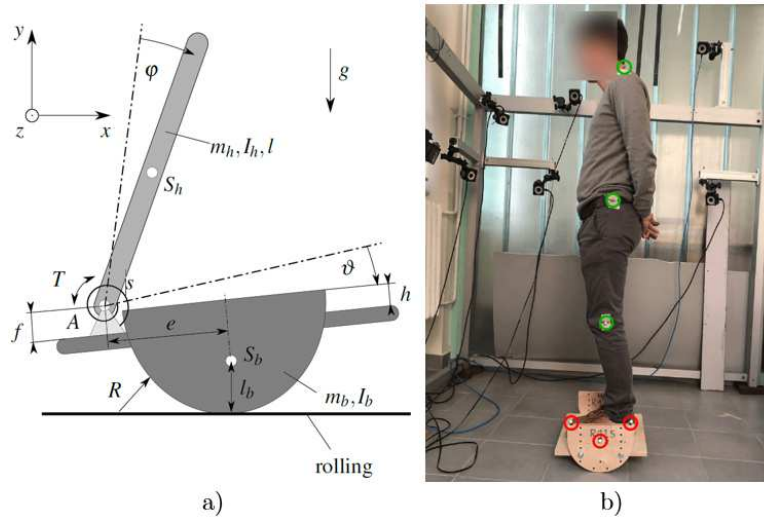 y
φ
g
z
x
m_h, I_h, l
S_h
T
s
ϑ
h
A
e
f
S_b
R
l_b
m_b, I_b
rolling
a)
b)